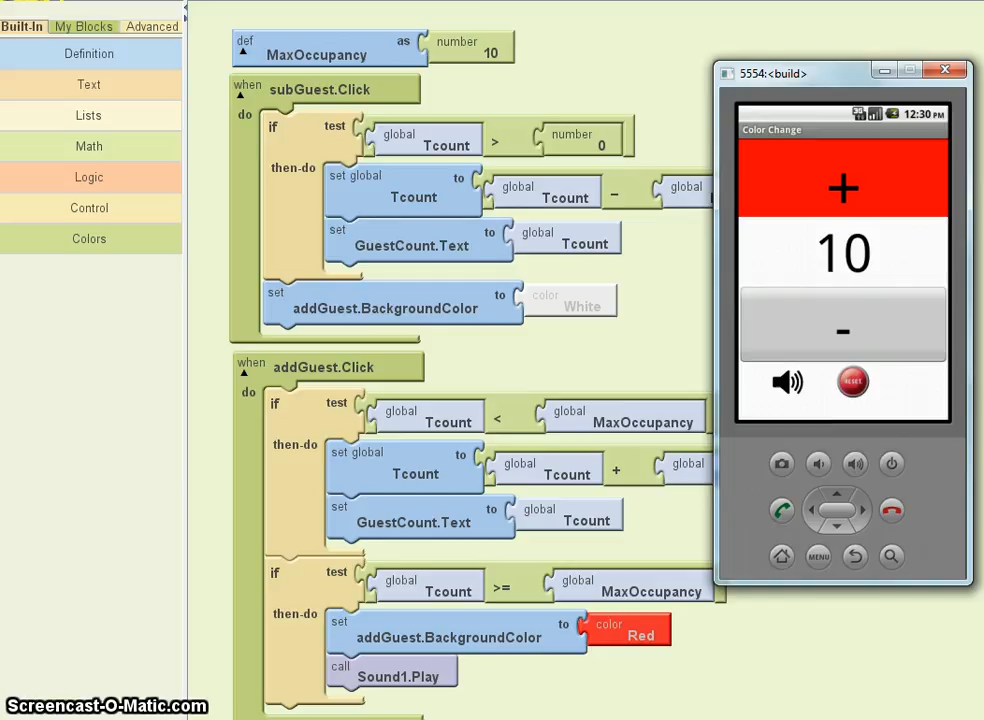 Built-In My Blocks Advanced
Definition
Text
Lists
Math
Logic
Control
Colors
def MaxOccupancy as number 10
when subGuest.Click
do
if test global Tcount > number 0
then-do set global Tcount to global Tcount - global
set GuestCount.Text to global Tcount
set addGuest.BackgroundColor to color White
when addGuest.Click
do
if test global Tcount < global MaxOccupancy
then-do set global Tcount to global Tcount + global
set GuestCount.Text to global Tcount
if test global Tcount >= global MaxOccupancy
then-do set addGuest.BackgroundColor to color Red
call Sound1.Play
5554:<build>
3G 12:30 PM
Color Change
+
10
-
RESET
MENU
Screencast-O-Matic.com